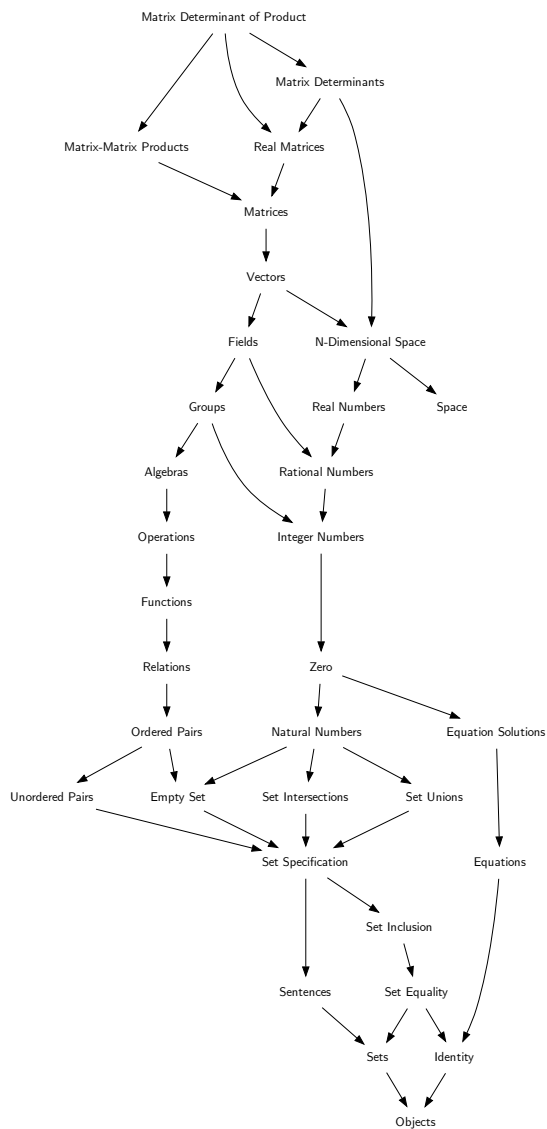 Matrix Determinant of Product
Matrix Determinants
Matrix-Matrix Products
Real Matrices
Matrices
Vectors
Fields
N-Dimensional Space
Groups
Real Numbers
Space
Algebras
Rational Numbers
Operations
Integer Numbers
Functions
Relations
Zero
Ordered Pairs
Natural Numbers
Equation Solutions
Unordered Pairs
Empty Set
Set Intersections
Set Unions
Set Specification
Equations
Set Inclusion
Sentences
Set Equality
Sets
Identity
Objects